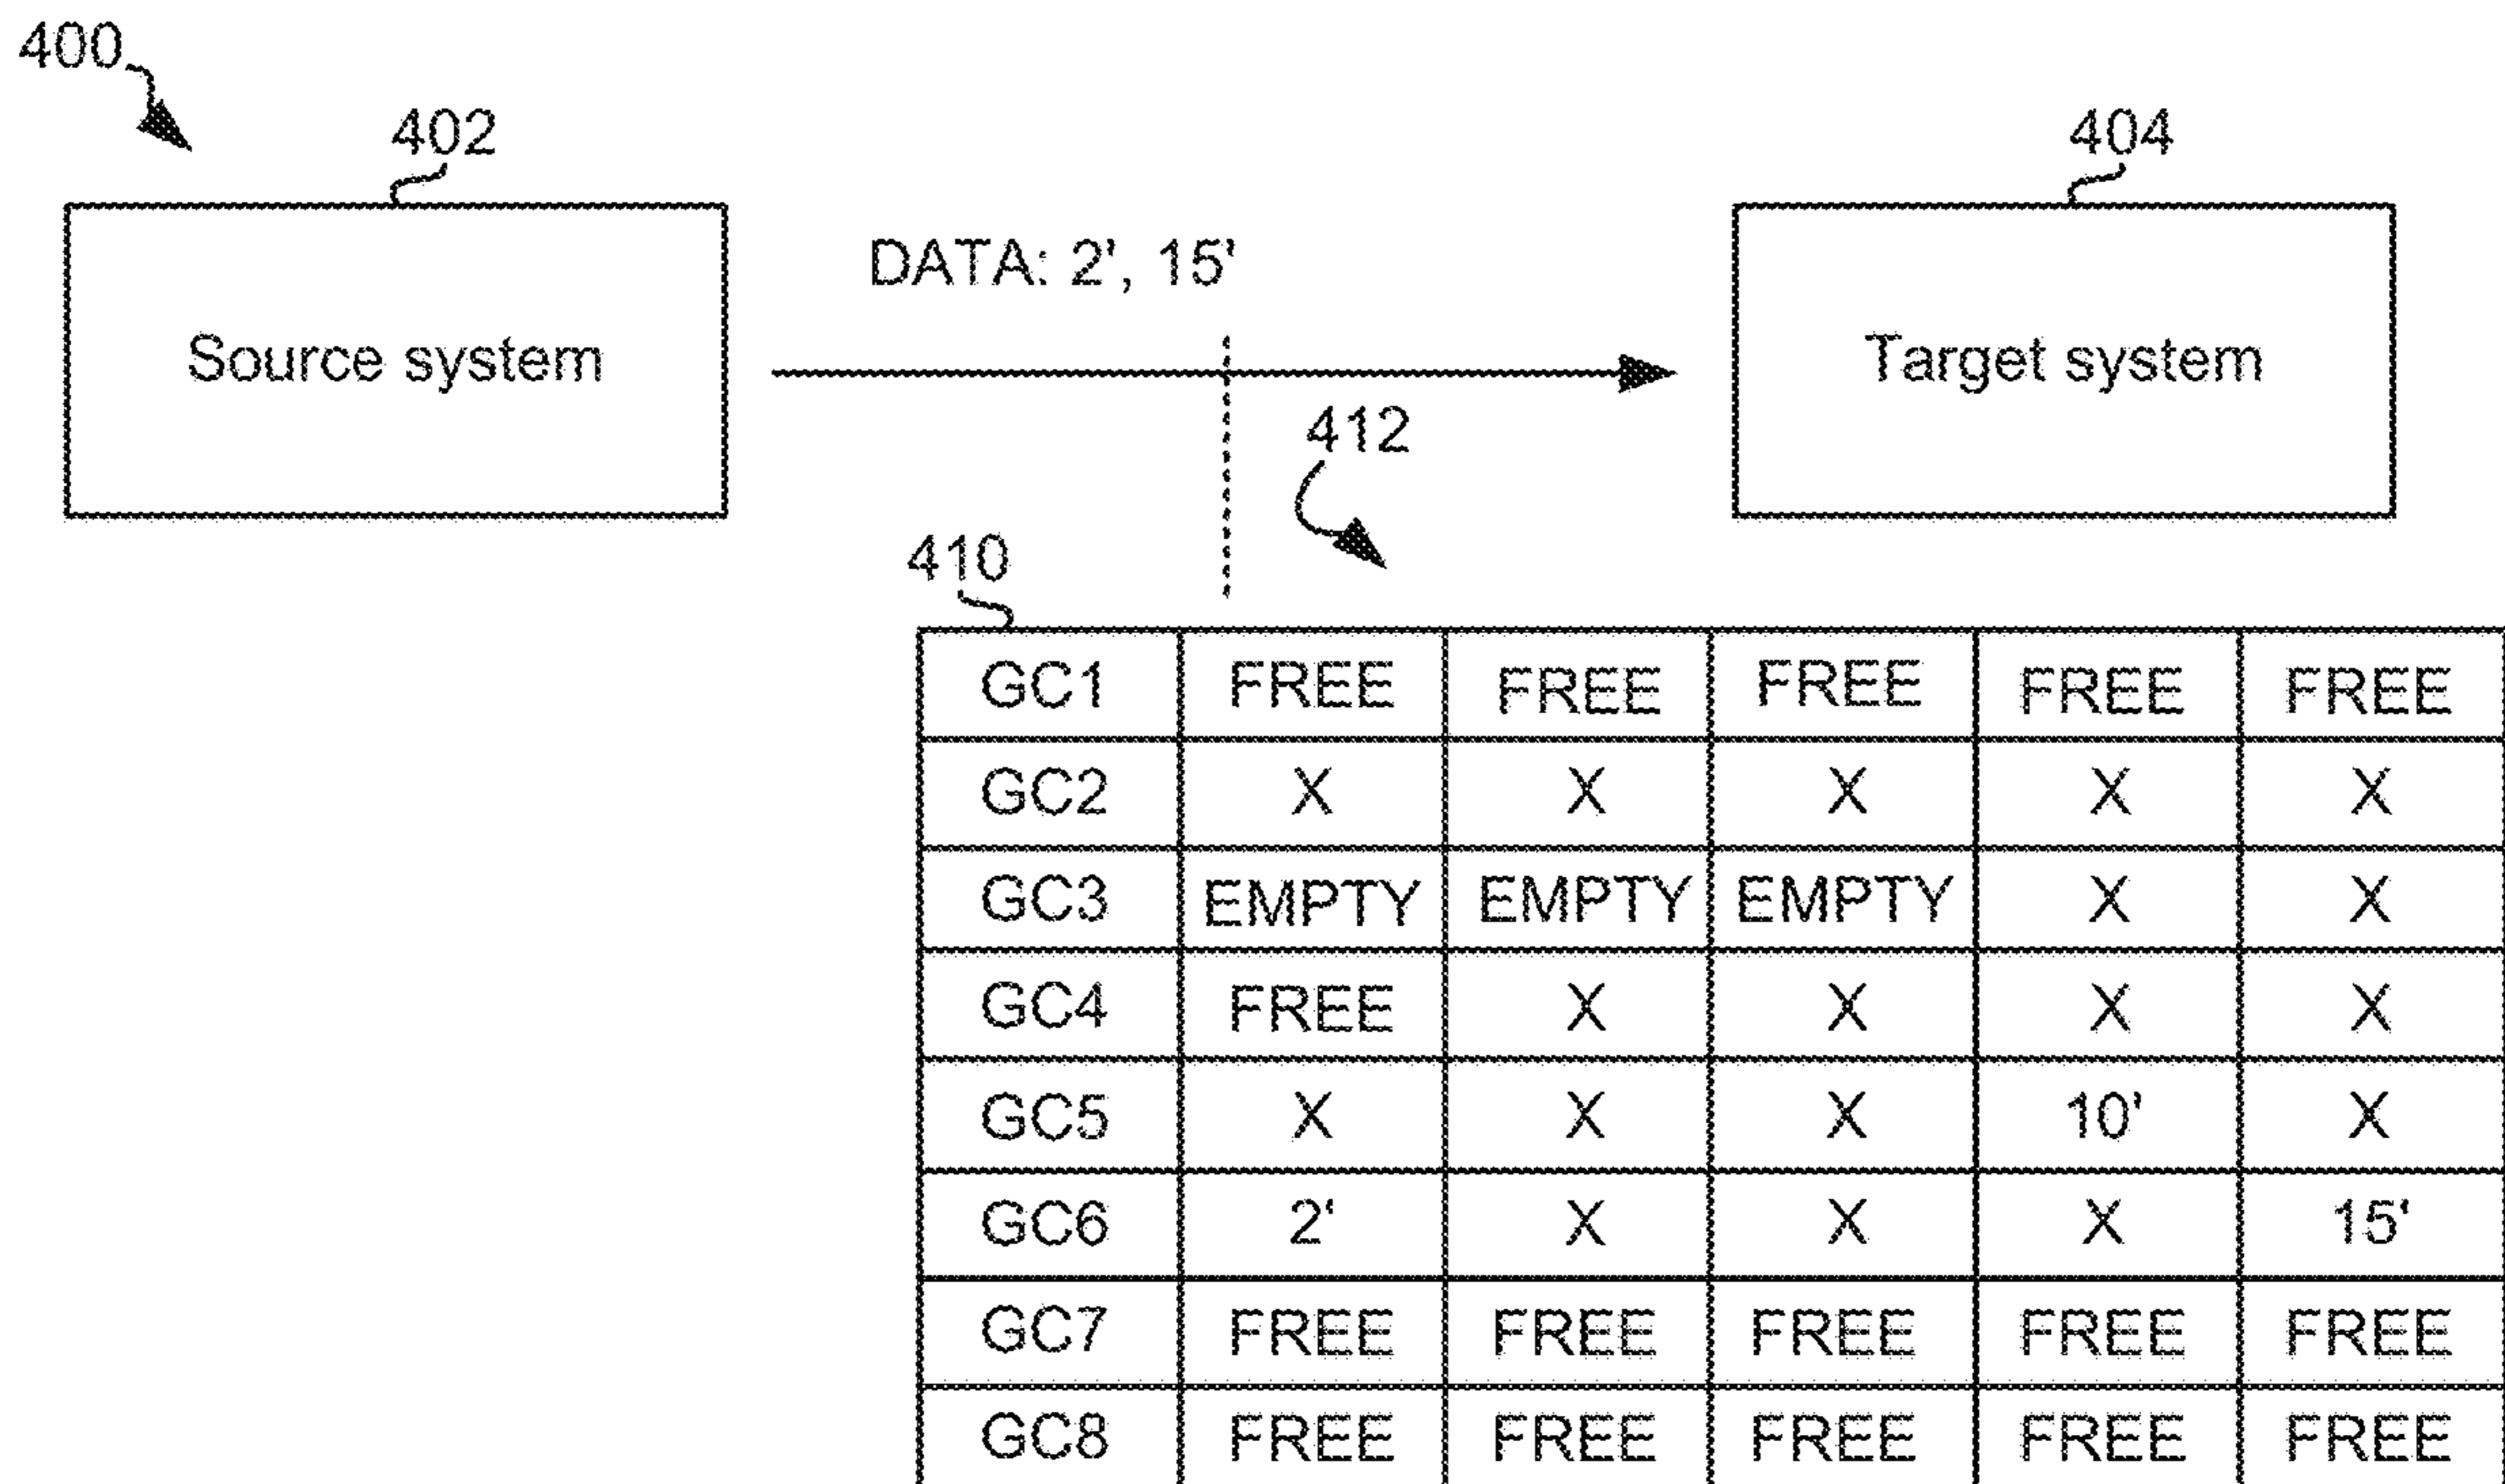 400
402
404
DATA: 2', 15'
Source system
Target system
412
410
GC1 FREE FREE FREE FREE FREE
GC2 X X X X X
GC3 EMPTY EMPTY EMPTY X X
GC4 FREE X X X X
GC5 X X X 10' X
GC6 2' X X X 15'
GC7 FREE FREE FREE FREE FREE
GC8 FREE FREE FREE FREE FREE